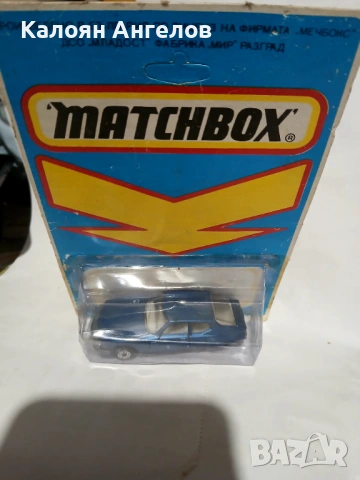 Калоян Ангелов
НА ФИРМАТА „МЕЧБОКС"
ДСО „МЛАДОСТ" ФАБРИКА „МИР" РАЗГРАД
MATCHBOX®
BAZAR